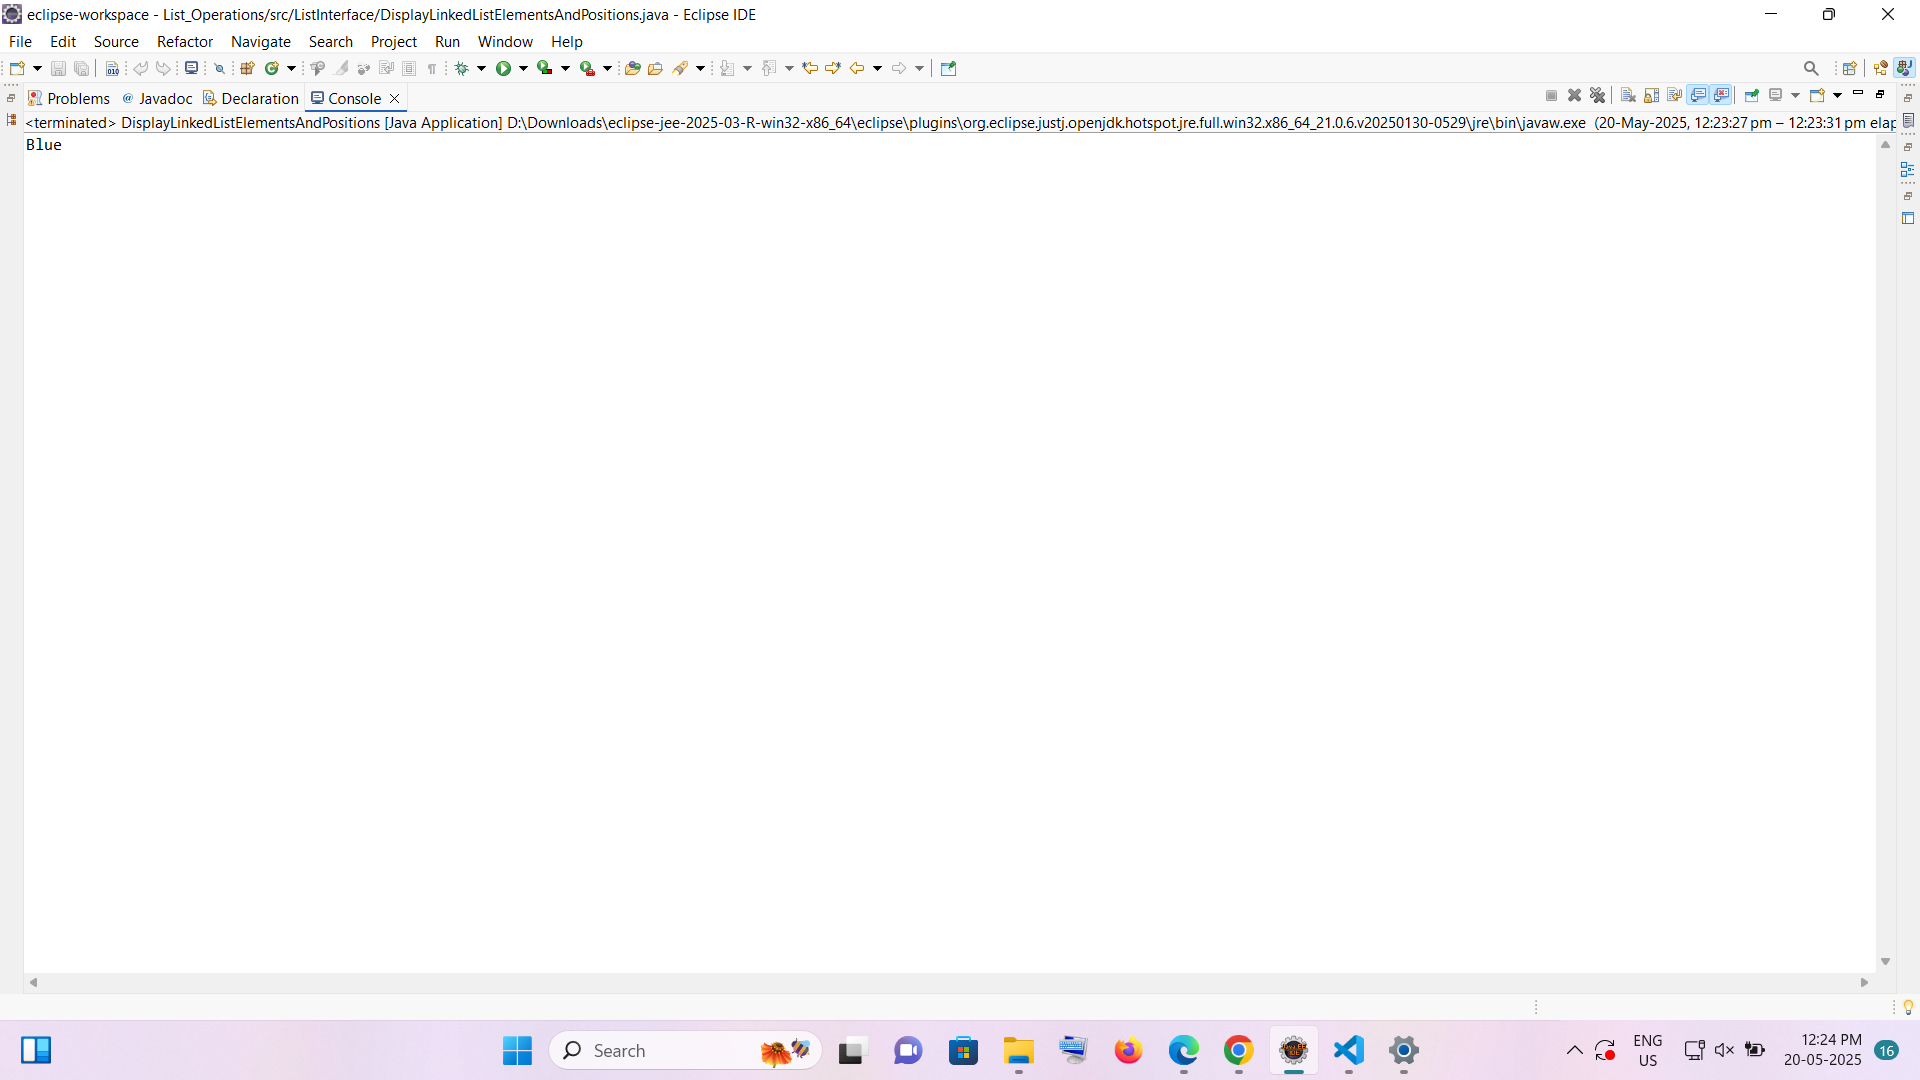 eclipse-workspace - List_Operations/src/ListInterface/DisplayLinkedListElementsAndPositions.java - Eclipse IDE
File Edit Source Refactor Navigate Search Project Run Window Help
Problems @ Javadoc Declaration Console
<terminated> DisplayLinkedListElementsAndPositions [Java Application] D:\Downloads\eclipse-jee-2025-03-R-win32-x86_64\eclipse\plugins\org.eclipse.justj.openjdk.hotspot.jre.full.win32.x86_64_21.0.6.v20250130-0529\jre\bin\javaw.exe (20-May-2025, 12:23:27 pm – 12:23:31 pm elap
Blue
Search
ENG
US
12:24 PM
20-05-2025
16